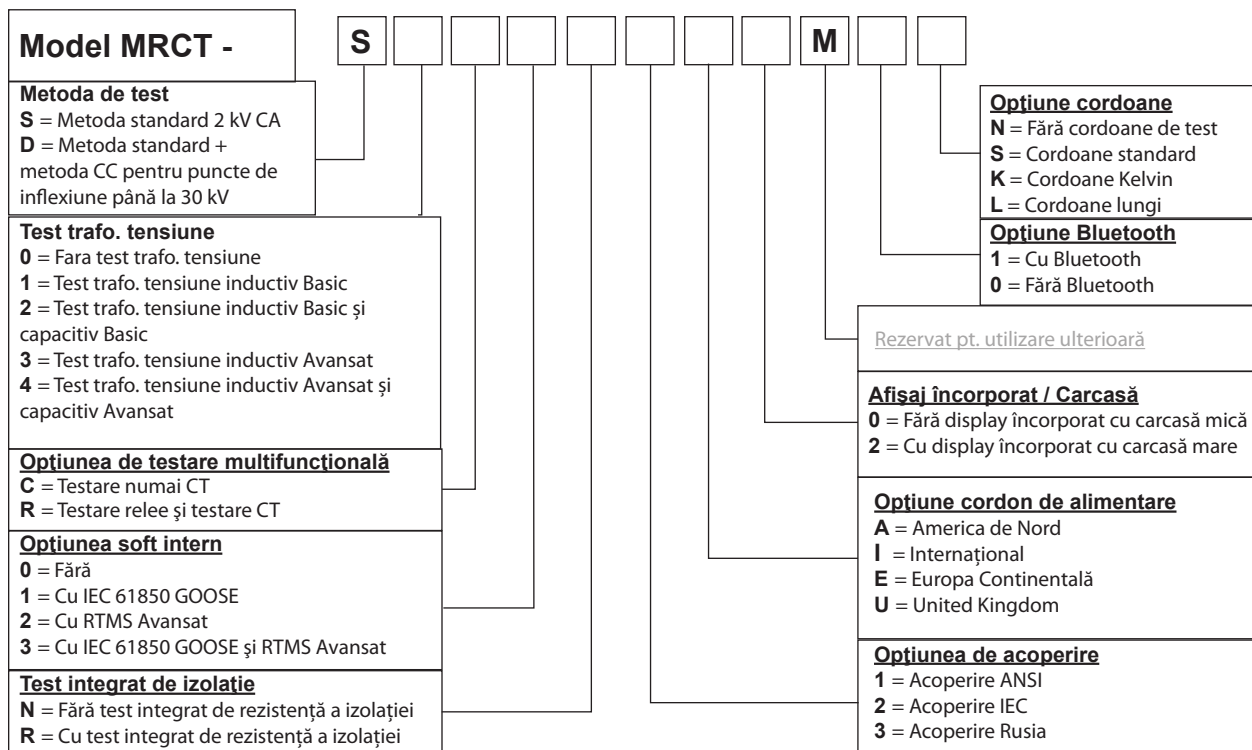 Model MRCT -
S
M
Metoda de test
S = Metoda standard 2 kV CA
D = Metoda standard +
metoda CC pentru puncte de
inflexiune până la 30 kV
Test trafo. tensiune
0 = Fara test trafo. tensiune
1 = Test trafo. tensiune inductiv Basic
2 = Test trafo. tensiune inductiv Basic și
capacitiv Basic
3 = Test trafo. tensiune inductiv Avansat
4 = Test trafo. tensiune inductiv Avansat și
capacitiv Avansat
Opţiunea de testare multifuncţională
C = Testare numai CT
R = Testare relee şi testare CT
Opţiunea soft intern
0 = Fără
1 = Cu IEC 61850 GOOSE
2 = Cu RTMS Avansat
3 = Cu IEC 61850 GOOSE şi RTMS Avansat
Test integrat de izolaţie
N = Fără test integrat de rezistență a izolației
R = Cu test integrat de rezistență a izolației
Opţiune cordoane
N = Fără cordoane de test
S = Cordoane standard
K = Cordoane Kelvin
L = Cordoane lungi
Opţiune Bluetooth
1 = Cu Bluetooth
0 = Fără Bluetooth
Rezervat pt. utilizare ulterioară
Afişaj încorporat / Carcasă
0 = Fără display încorporat cu carcasă mică
2 = Cu display încorporat cu carcasă mare
Opţiune cordon de alimentare
A = America de Nord
I = Internațional
E = Europa Continentală
U = United Kingdom
Opţiunea de acoperire
1 = Acoperire ANSI
2 = Acoperire IEC
3 = Acoperire Rusia